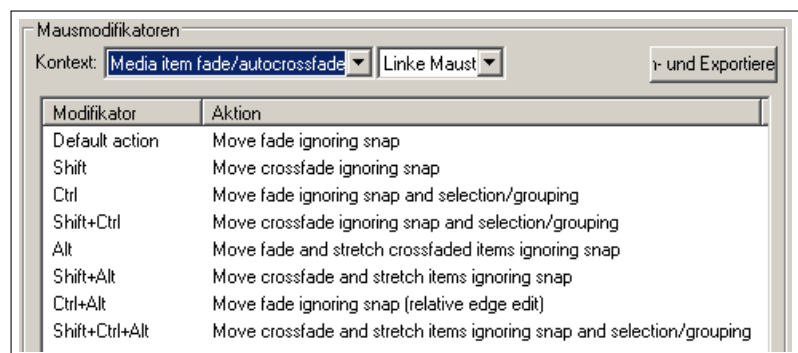 Mausmodifikatoren
Kontext: Media item fade/autocrossfade Linke Maust - und Exportiere
Modifikator Aktion
Default action Move fade ignoring snap
Shift Move crossfade ignoring snap
Ctrl Move fade ignoring snap and selection/grouping
Shift+Ctrl Move crossfade ignoring snap and selection/grouping
Alt Move fade and stretch crossfaded items ignoring snap
Shift+Alt Move crossfade and stretch items ignoring snap
Ctrl+Alt Move fade ignoring snap (relative edge edit)
Shift+Ctrl+Alt Move crossfade and stretch items ignoring snap and selection/grouping